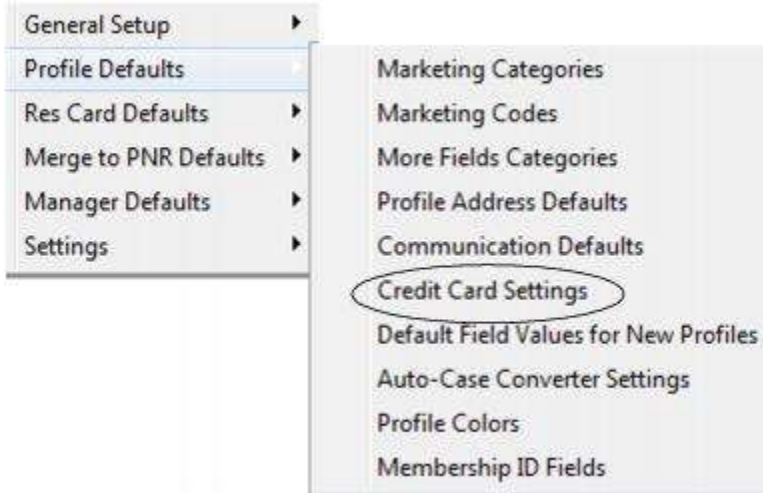 General Setup
Profile Defaults
Res Card Defaults
Merge to PNR Defaults
Manager Defaults
Settings
Marketing Categories
Marketing Codes
More Fields Categories
Profile Address Defaults
Communication Defaults
Credit Card Settings
Default Field Values for New Profiles
Auto-Case Converter Settings
Profile Colors
Membership ID Fields